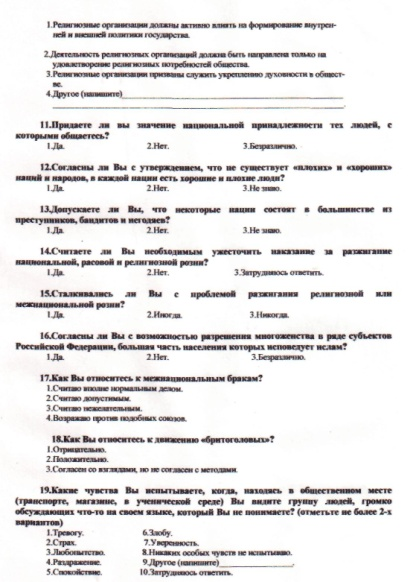 1.Религиозные организации должны активно влиять на формирование внутрен-
ней и внешней политики государства.
2.Деятельность религиозных организаций должна быть направлена только на
удовлетворение религиозных потребностей общества.
3.Религиозные организации призваны служить укреплению духовности в общест-
ве.
4.Другое (напишите)____________________________________________
____________________________________________.
11.Придаете ли вы значение национальной принадлежности тех людей, с
которыми общаетесь?
1.Да. 2.Нет. 3.Безразлично.
12.Согласны ли Вы с утверждением, что не существует «плохих» и «хороших»
наций и народов, в каждой нации есть хорошие и плохие люди?
1.Да. 2.Нет. 3.Не знаю.
13.Допускаете ли Вы, что некоторые нации состоят в большинстве из
преступников, бандитов и негодяев?
1.Да. 2.Нет. 3.Не знаю.
14.Считаете ли Вы необходимым ужесточить наказание за разжигание
национальной, расовой и религиозной розни?
1.Да. 2.Нет. 3.Затрудняюсь ответить.
15.Сталкивались ли Вы с проблемой разжигания религиозной или
межнациональной розни?
1.Да. 2.Иногда. 3.Никогда.
16.Согласны ли Вы с возможностью разрешения многоженства в ряде субъектов
Российской Федерации, большая часть населения которых исповедует ислам?
1.Да. 2.Нет. 3.Безразлично.
17.Как Вы относитесь к межнациональным бракам?
1.Считаю вполне нормальным делом.
2.Считаю допустимым.
3.Считаю нежелательным.
4.Возражаю против подобных союзов.
18.Как Вы относитесь к движению «бритоголовых»?
1.Отрицательно.
2.Положительно.
3.Согласен со взглядами, но не согласен с методами.
19.Какие чувства Вы испытываете, когда, находясь в общественном месте
(транспорте, магазине, в ученической среде) Вы видите группу людей, громко
обсуждающих что-то на своем языке, который Вы не понимаете? (отметьте не более 2-х
вариантов)
1.Тревогу. 6.Злобу.
2.Страх. 7.Уверенность.
3.Любопытство. 8.Никаких особых чувств не испытываю.
4.Раздражение. 9.Другое (напишите)______________.
5.Спокойствие. 10.Затрудняюсь ответить.